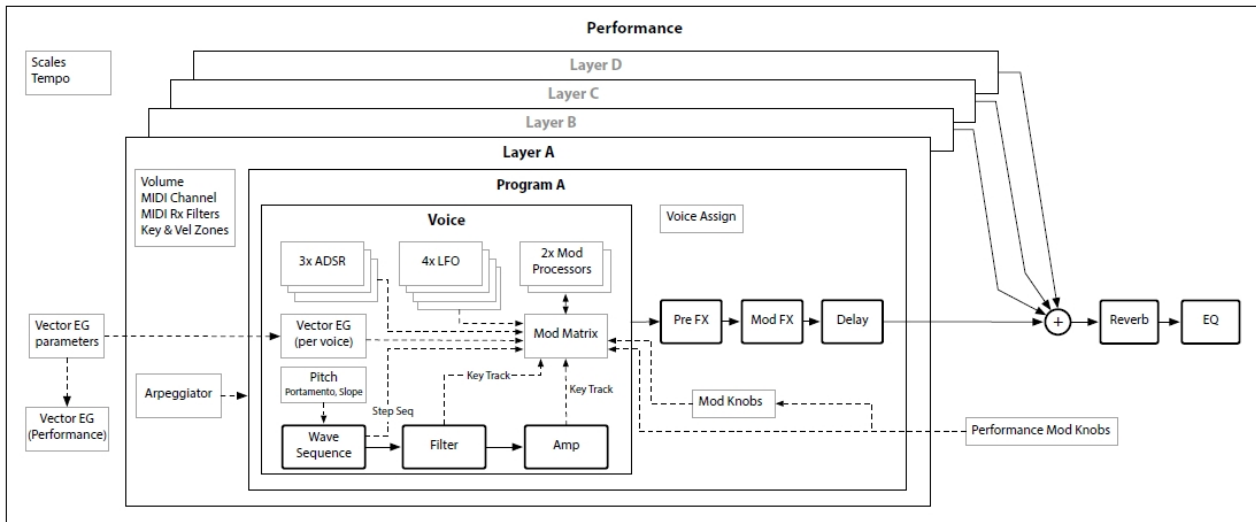 Performance
Scales
Tempo
Layer D
Layer C
Layer B
Layer A
Volume
MIDI Channel
MIDI Rx Filters
Key & Vel Zones
Program A
Voice
Voice Assign
3x ADSR
4x LFO
2x Mod
Processors
Vector EG
parameters
Vector EG
(per voice)
Mod Matrix
Pre FX
Mod FX
Delay
+
Reverb
EQ
Pitch
Portamento, Slope
Key Track
Key Track
Arpeggiator
Step Seq
Mod Knobs
Vector EG
(Performance)
Wave
Sequence
Filter
Amp
Performance Mod Knobs